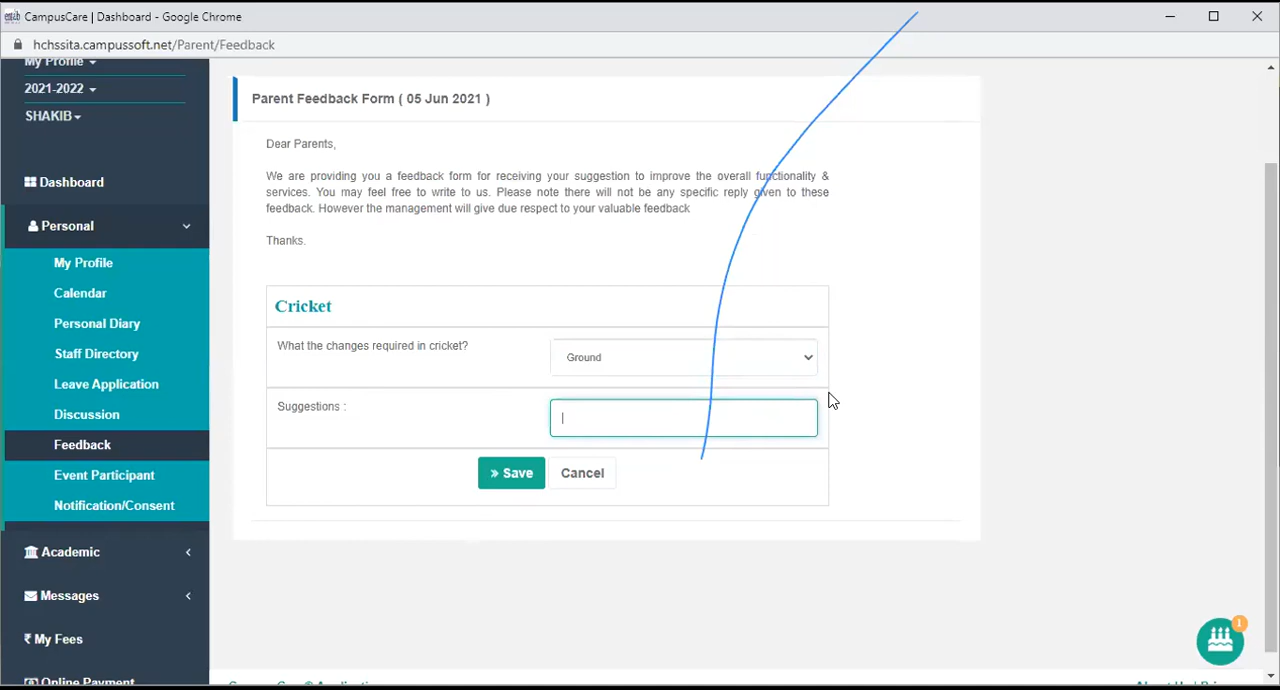 CampusCare | Dashboard - Google Chrome
hchssita.campussoft.net/Parent/Feedback
My Profile
2021-2022
SHAKIB
Dashboard
Personal
My Profile
Calendar
Personal Diary
Staff Directory
Leave Application
Discussion
Feedback
Event Participant
Notification/Consent
Academic
Messages
₹ My Fees
Online Payment
Parent Feedback Form ( 05 Jun 2021 )
Dear Parents,
We are providing you a feedback form for receiving your suggestion to improve the overall functionality &
services. You may feel free to write to us. Please note there will not be any specific reply given to these
feedback. However the management will give due respect to your valuable feedback
Thanks.
Cricket
What the changes required in cricket?
Ground
Suggestions :
» Save
Cancel
1